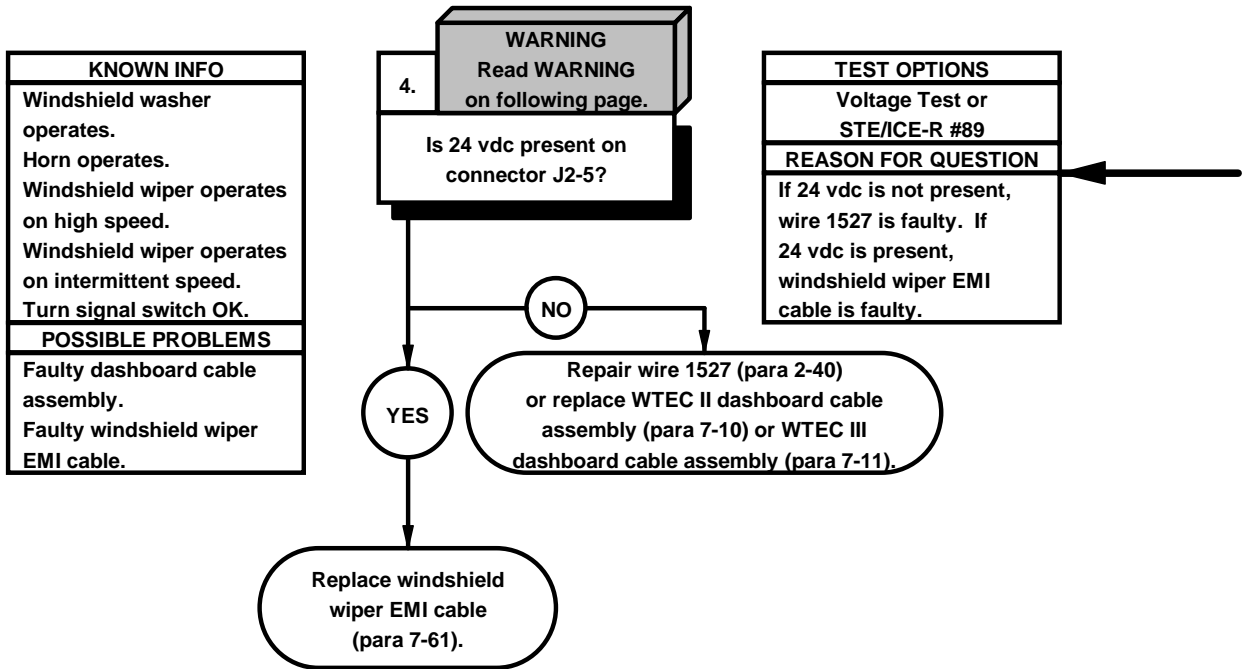 KNOWN INFO
Windshield washer
operates.
Horn operates.
Windshield wiper operates
on high speed.
Windshield wiper operates
on intermittent speed.
Turn signal switch OK.
POSSIBLE PROBLEMS
Faulty dashboard cable
assembly.
Faulty windshield wiper
EMI cable.
WARNING
Read WARNING
on following page.
4.
Is 24 vdc present on
connector J2-5?
NO
YES
Repair wire 1527 (para 2-40)
or replace WTEC II dashboard cable
assembly (para 7-10) or WTEC III
dashboard cable assembly (para 7-11).
Replace windshield
wiper EMI cable
(para 7-61).
TEST OPTIONS
Voltage Test or
STE/ICE-R #89
REASON FOR QUESTION
If 24 vdc is not present,
wire 1527 is faulty.  If
24 vdc is present,
windshield wiper EMI
cable is faulty.